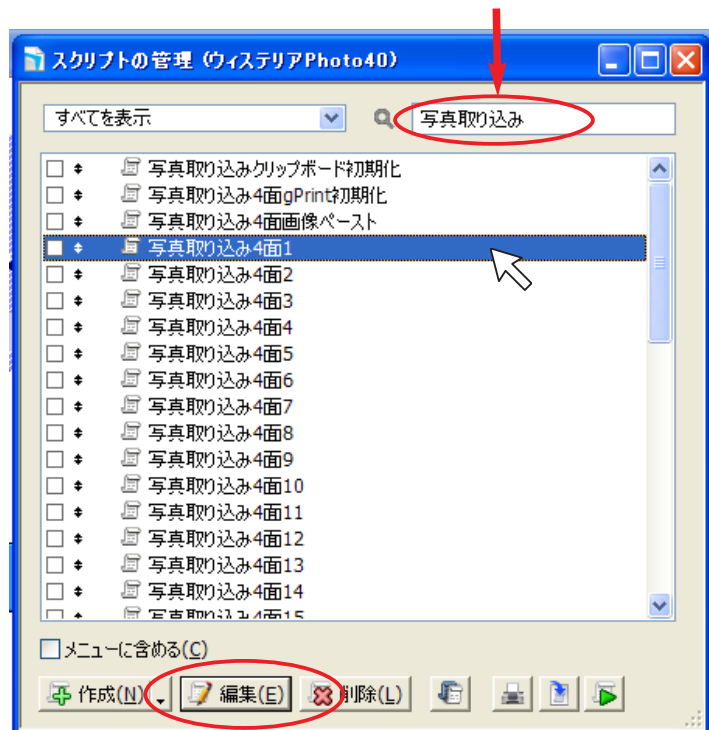 スクリプトの管理（ウィステリアPhoto40）
すべてを表示
写真取り込み
写真取り込みクリップボード初期化
写真取り込み4面gPrint初期化
写真取り込み4面画像ペースト
写真取り込み4面1
写真取り込み4面2
写真取り込み4面3
写真取り込み4面4
写真取り込み4面5
写真取り込み4面6
写真取り込み4面7
写真取り込み4面8
写真取り込み4面9
写真取り込み4面10
写真取り込み4面11
写真取り込み4面12
写真取り込み4面13
写真取り込み4面14
写真取り込み4面15
メニューに含める(C)
作成(N) 編集(E) 削除(L)